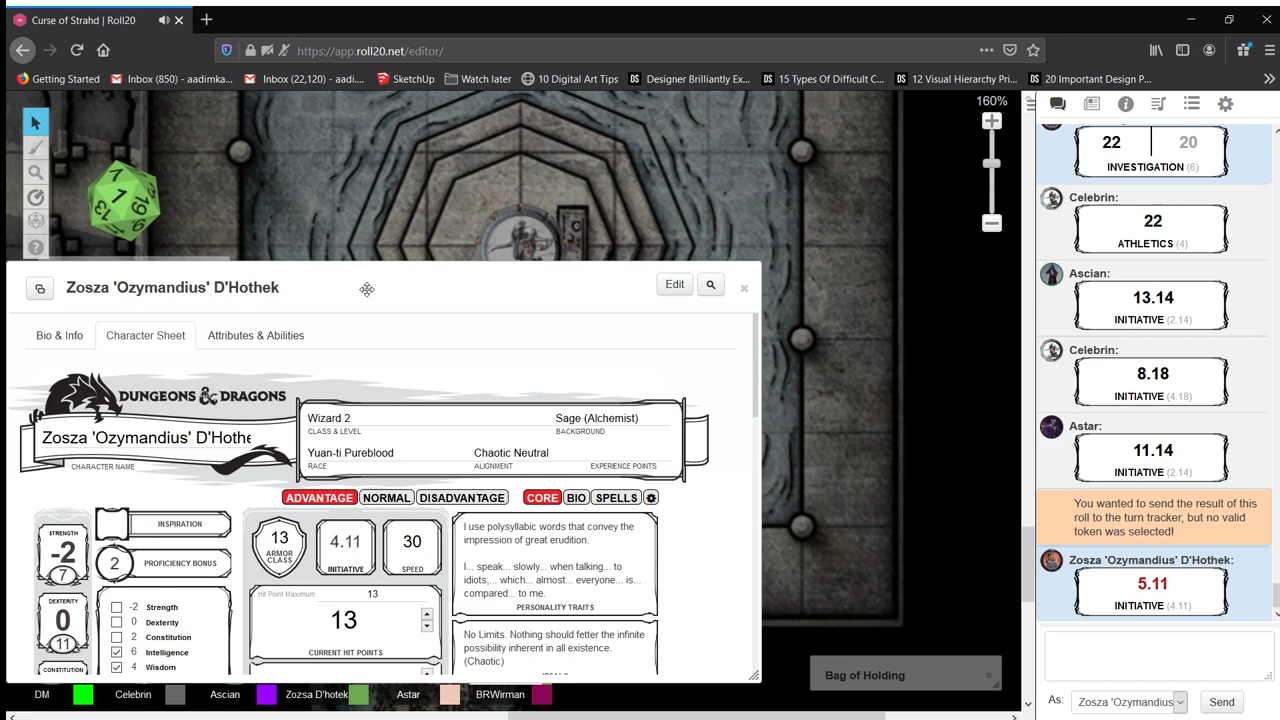 Curse of Strahd | Roll20
https://app.roll20.net/editor/
Getting Started
Inbox (850) - aadimka...
Inbox (22,120) - aadi...
SketchUp
Watch later
10 Digital Art Tips
Designer Brilliantly Ex...
15 Types Of Difficult C...
12 Visual Hierarchy Pri...
20 Important Design P...
160%
7
1
19
13
9
Zosza 'Ozymandius' D'Hothek
Edit
Bio & Info
Character Sheet
Attributes & Abilities
DUNGEONS & DRAGONS
Zosza 'Ozymandius' D'Hothe
CHARACTER NAME
Wizard 2
Sage (Alchemist)
CLASS & LEVEL
BACKGROUND
Yuan-ti Pureblood
Chaotic Neutral
RACE
ALIGNMENT
EXPERIENCE POINTS
ADVANTAGE
NORMAL
DISADVANTAGE
CORE
BIO
SPELLS
STRENGTH
-2
7
DEXTERITY
0
11
CONSTITUTION
INSPIRATION
2
PROFICIENCY BONUS
-2 Strength
0 Dexterity
2 Constitution
6 Intelligence
4 Wisdom
13
ARMOR
CLASS
4.11
INITIATIVE
30
SPEED
Hit Point Maximum
13
13
CURRENT HIT POINTS
I use polysyllabic words that convey the
impression of great erudition.
I... speak... slowly... when talking... to
idiots,... which... almost... everyone... is...
compared... to me.
PERSONALITY TRAITS
No Limits. Nothing should fetter the infinite
possibility inherent in all existence.
(Chaotic)
Bag of Holding
DM
Celebrin
Ascian
Zozsa D'hotek
Astar
BRWirman
22
20
INVESTIGATION (6)
Celebrin:
22
ATHLETICS (4)
Ascian:
13.14
INITIATIVE (2.14)
Celebrin:
8.18
INITIATIVE (4.18)
Astar:
11.14
INITIATIVE (2.14)
You wanted to send the result of this
roll to the turn tracker, but no valid
token was selected!
Zosza 'Ozymandius' D'Hothek:
5.11
INITIATIVE (4.11)
As:
Zosza 'Ozymandius
Send